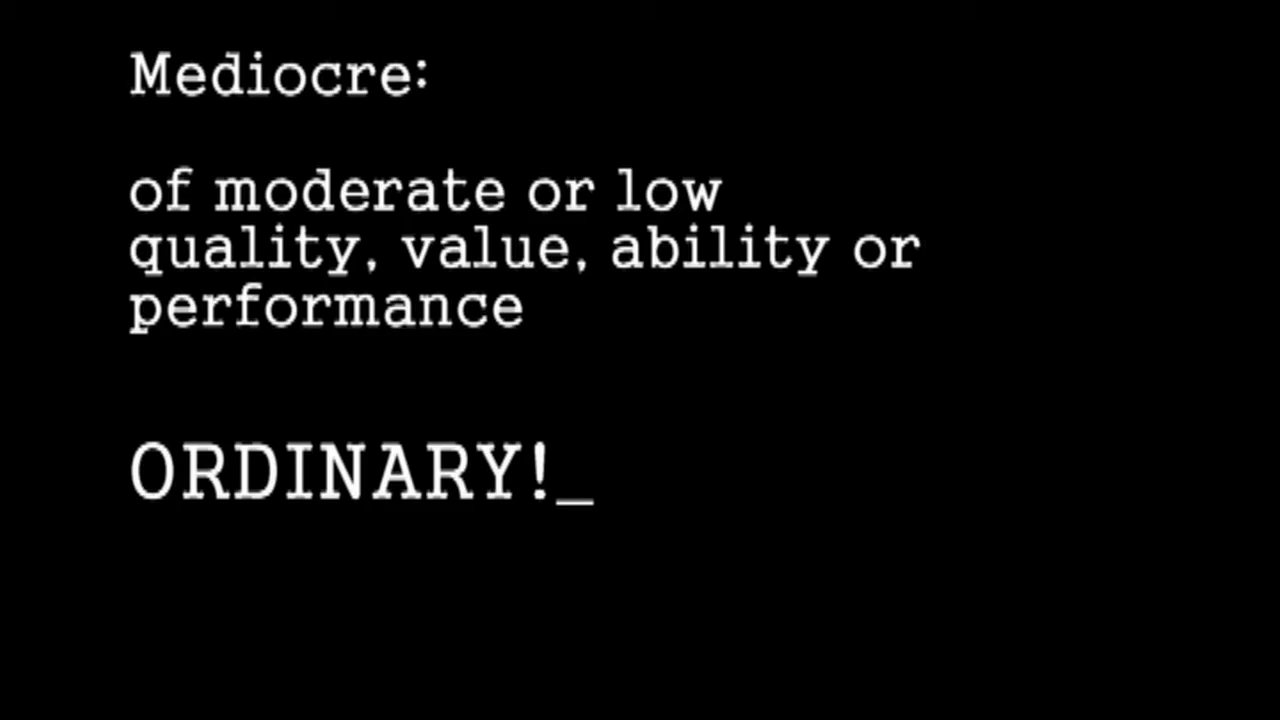 Mediocre:
of moderate or low
quality, value, ability or
performance
ORDINARY!_